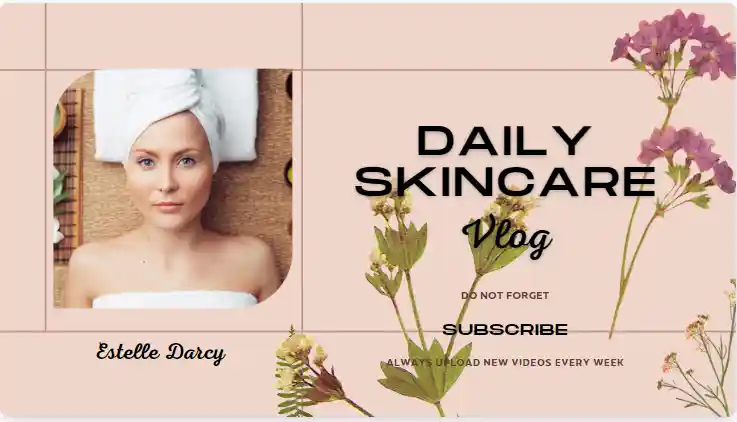 DAILY
SKINCARE
Vlog
DO NOT FORGET
SUBSCRIBE
Estelle Darcy
ALWAYS UPLOAD NEW VIDEOS EVERY WEEK